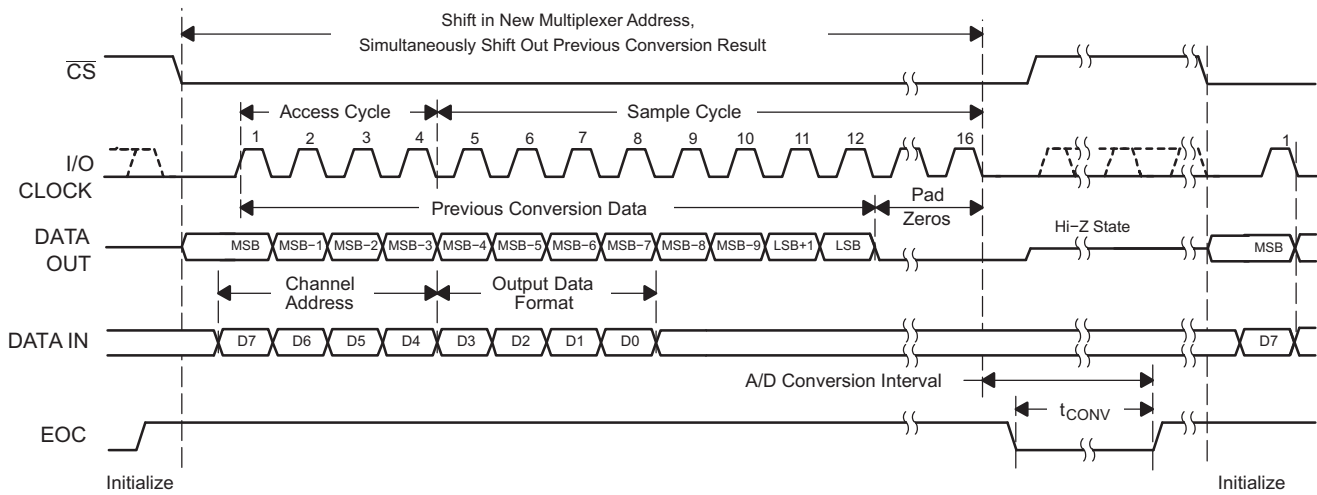 Shift in New Multiplexer Address,
Simultaneously Shift Out Previous Conversion Result
CS
Access Cycle
Sample Cycle
1 2 3 4 5 6 7 8 9 10 11 12 16 1
I/O
CLOCK
Previous Conversion Data
Pad
Zeros
DATA
OUT
MSB MSB−1 MSB−2 MSB−3 MSB−4 MSB−5 MSB−6 MSB−7 MSB−8 MSB−9 LSB+1 LSB
Hi−Z State
MSB
Channel
Address
Output Data
Format
DATA IN
D7 D6 D5 D4 D3 D2 D1 D0 D7
A/D Conversion Interval
tCONV
EOC
Initialize
Initialize